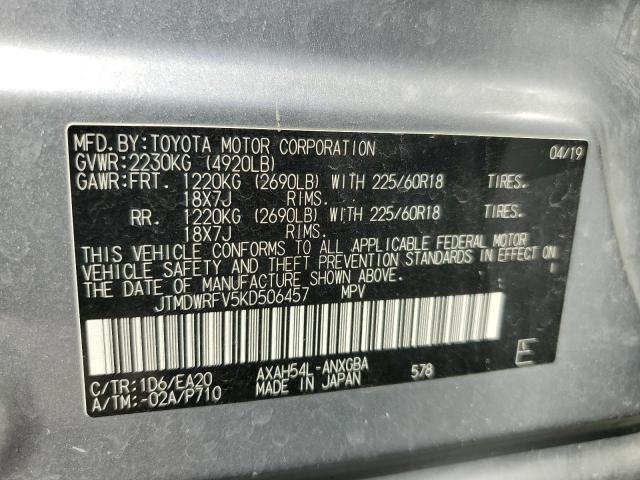 MFD.BY:TOYOTA MOTOR CORPORATION 04/19
GVWR:2230KG (4920LB)
GAWR:FRT. 1220KG (2690LB) WITH 225/60R18 TIRES.
18X7J RIMS.
RR. 1220KG (2690LB) WITH 225/60R18 TIRES.
18X7J RIMS.
THIS VEHICLE CONFORMS TO ALL APPLICABLE FEDERAL MOTOR
VEHICLE SAFETY AND THEFT PREVENTION STANDARDS IN EFFECT ON
THE DATE OF MANUFACTURE SHOWN ABOVE.
JTMDWRFV5KD506457 MPV
C/TR:1D6/EA20 AXAH54L-ANXGBA 578
A/TM:-02A/P710 MADE IN JAPAN
E